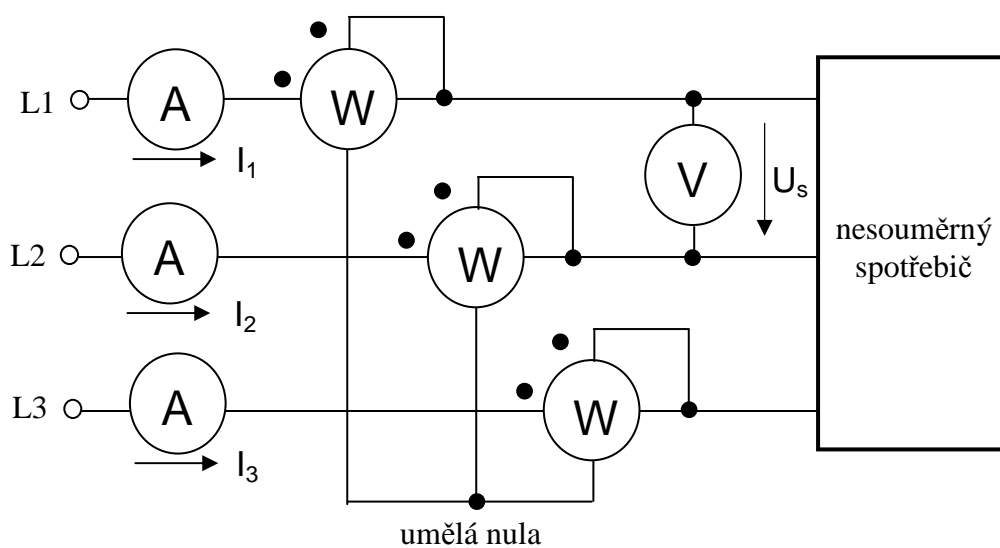 L1
A
I₁
W
V
Uₛ
nesouměrný
spotřebič
L2
A
I₂
W
L3
A
I₃
W
umělá nula